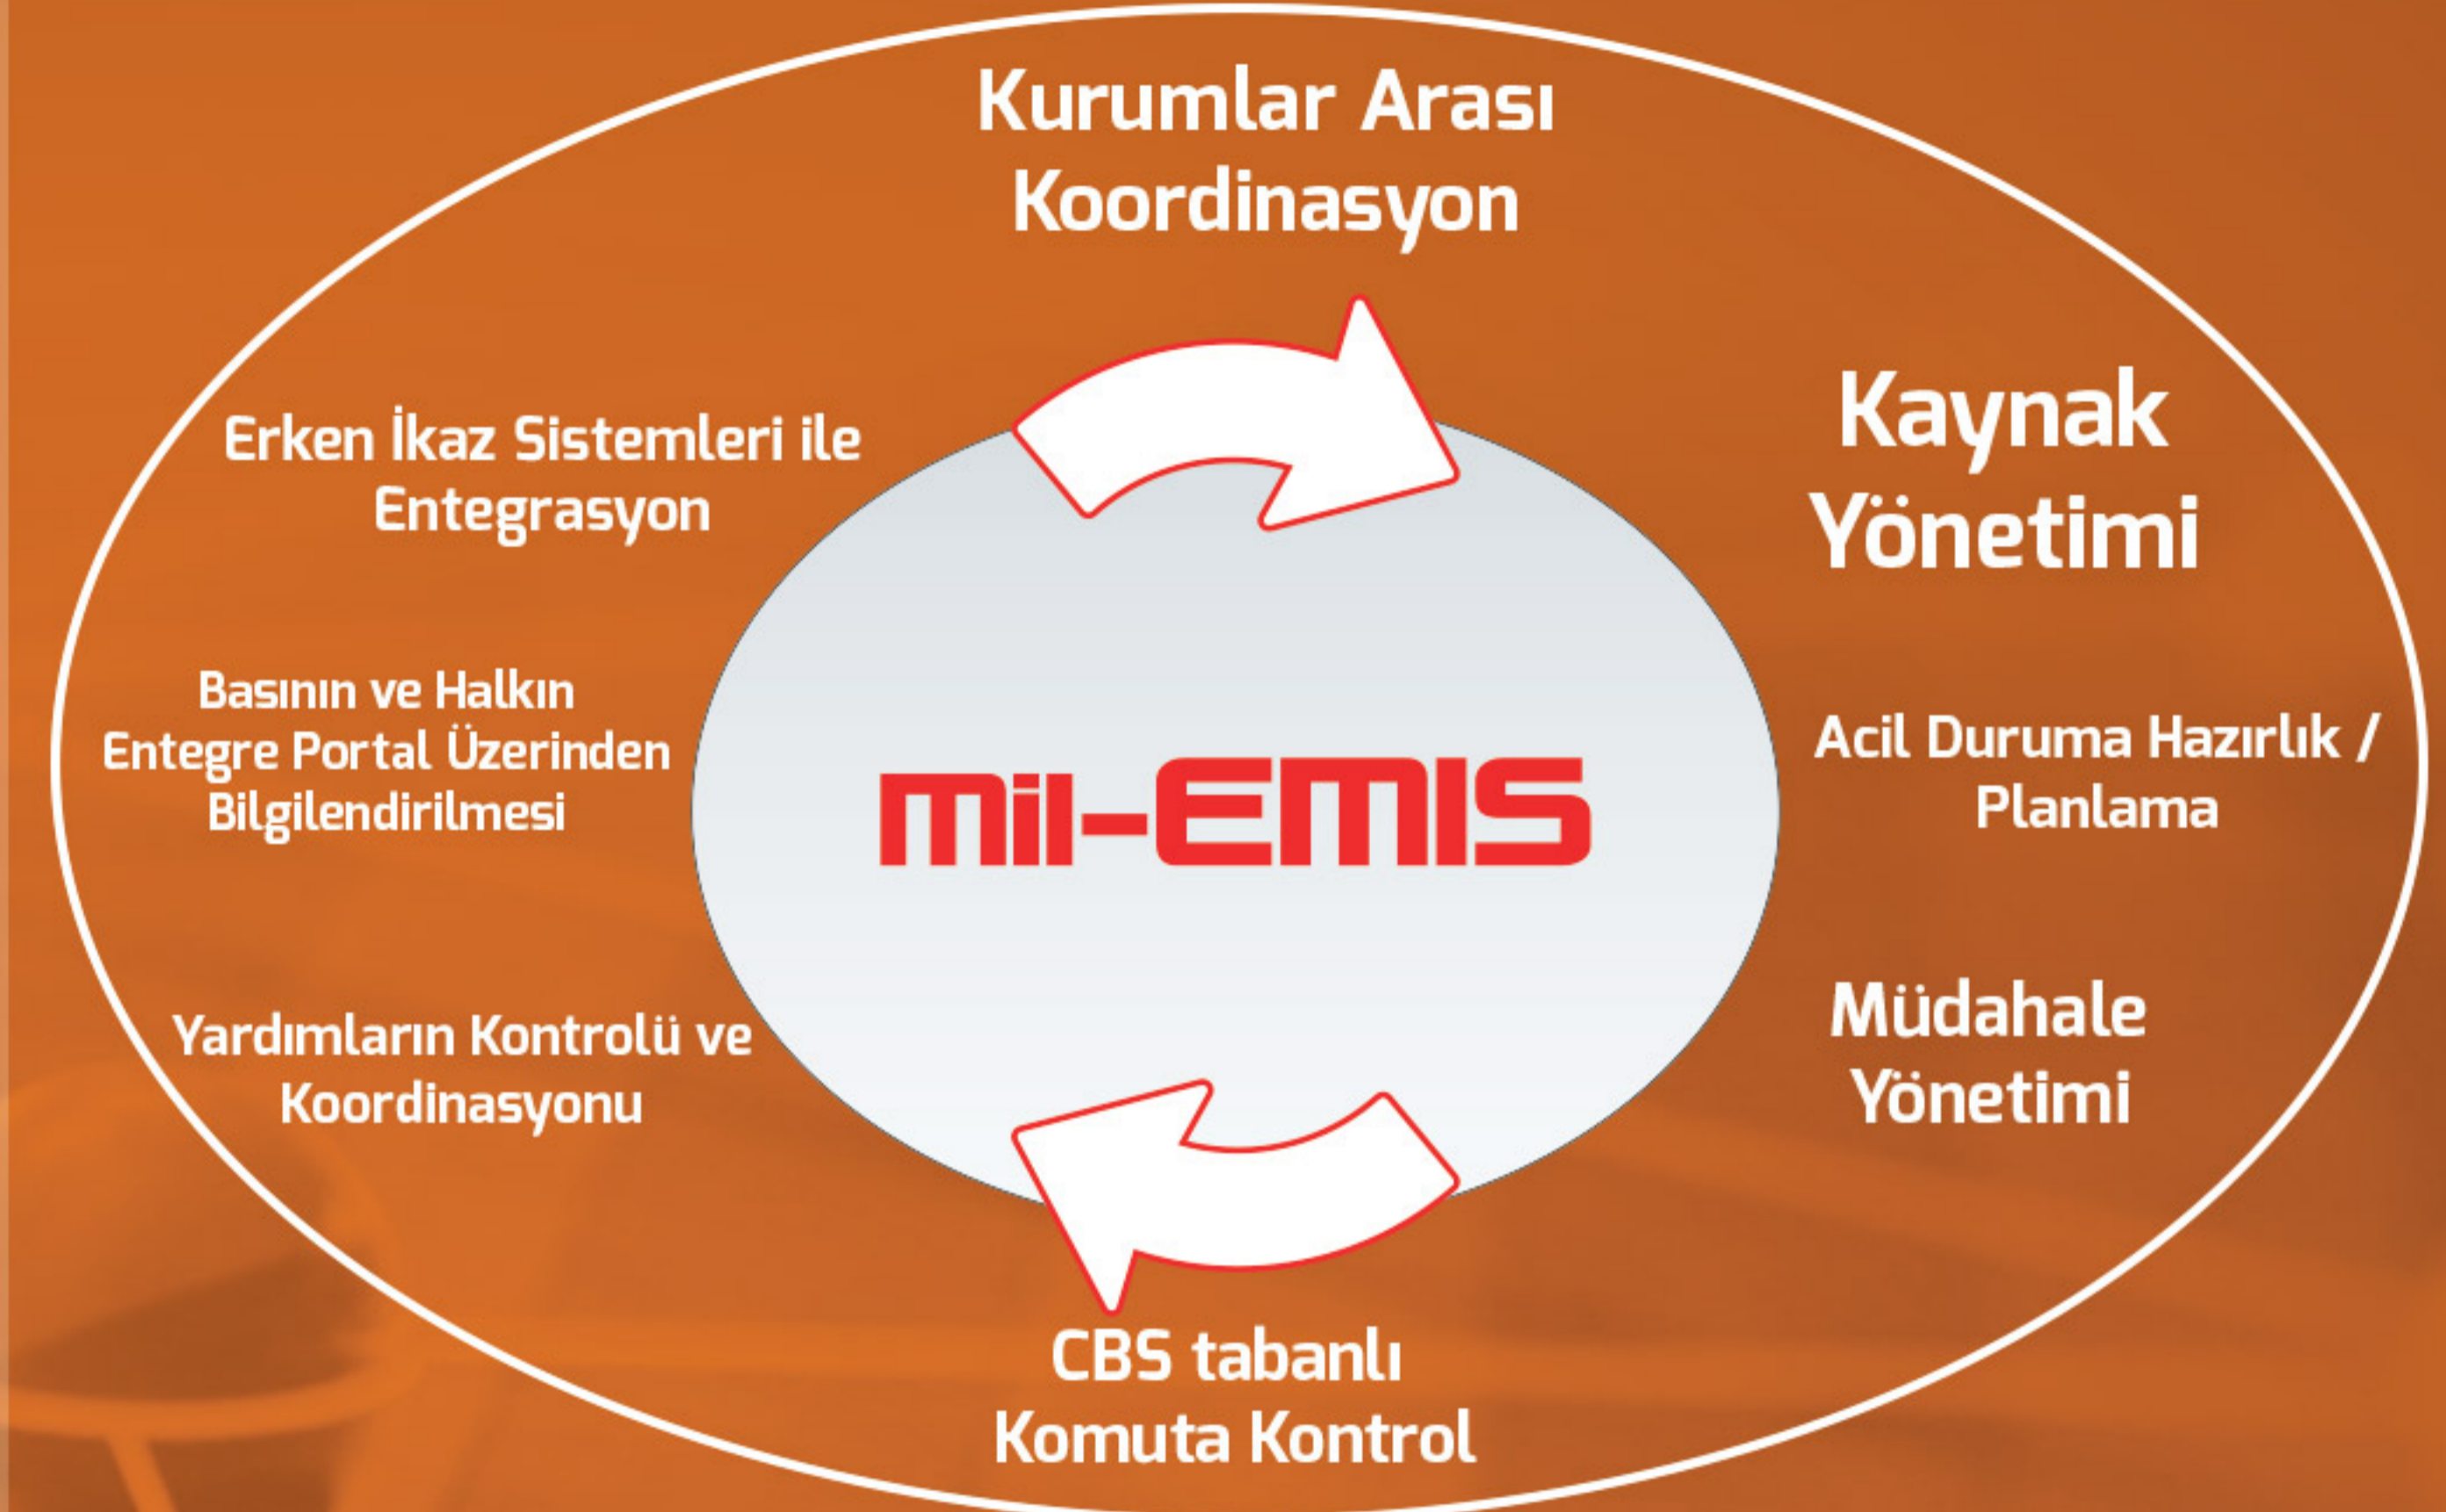 Kurumlar Arası
Koordinasyon
Kaynak
Yönetimi
Acil Duruma Hazırlık /
Planlama
Müdahale
Yönetimi
CBS tabanlı
Komuta Kontrol
Yardımların Kontrolü ve
Koordinasyonu
Basının ve Halkın
Entegre Portal Üzerinden
Bilgilendirilmesi
Erken İkaz Sistemleri ile
Entegrasyon
mil-EMIS